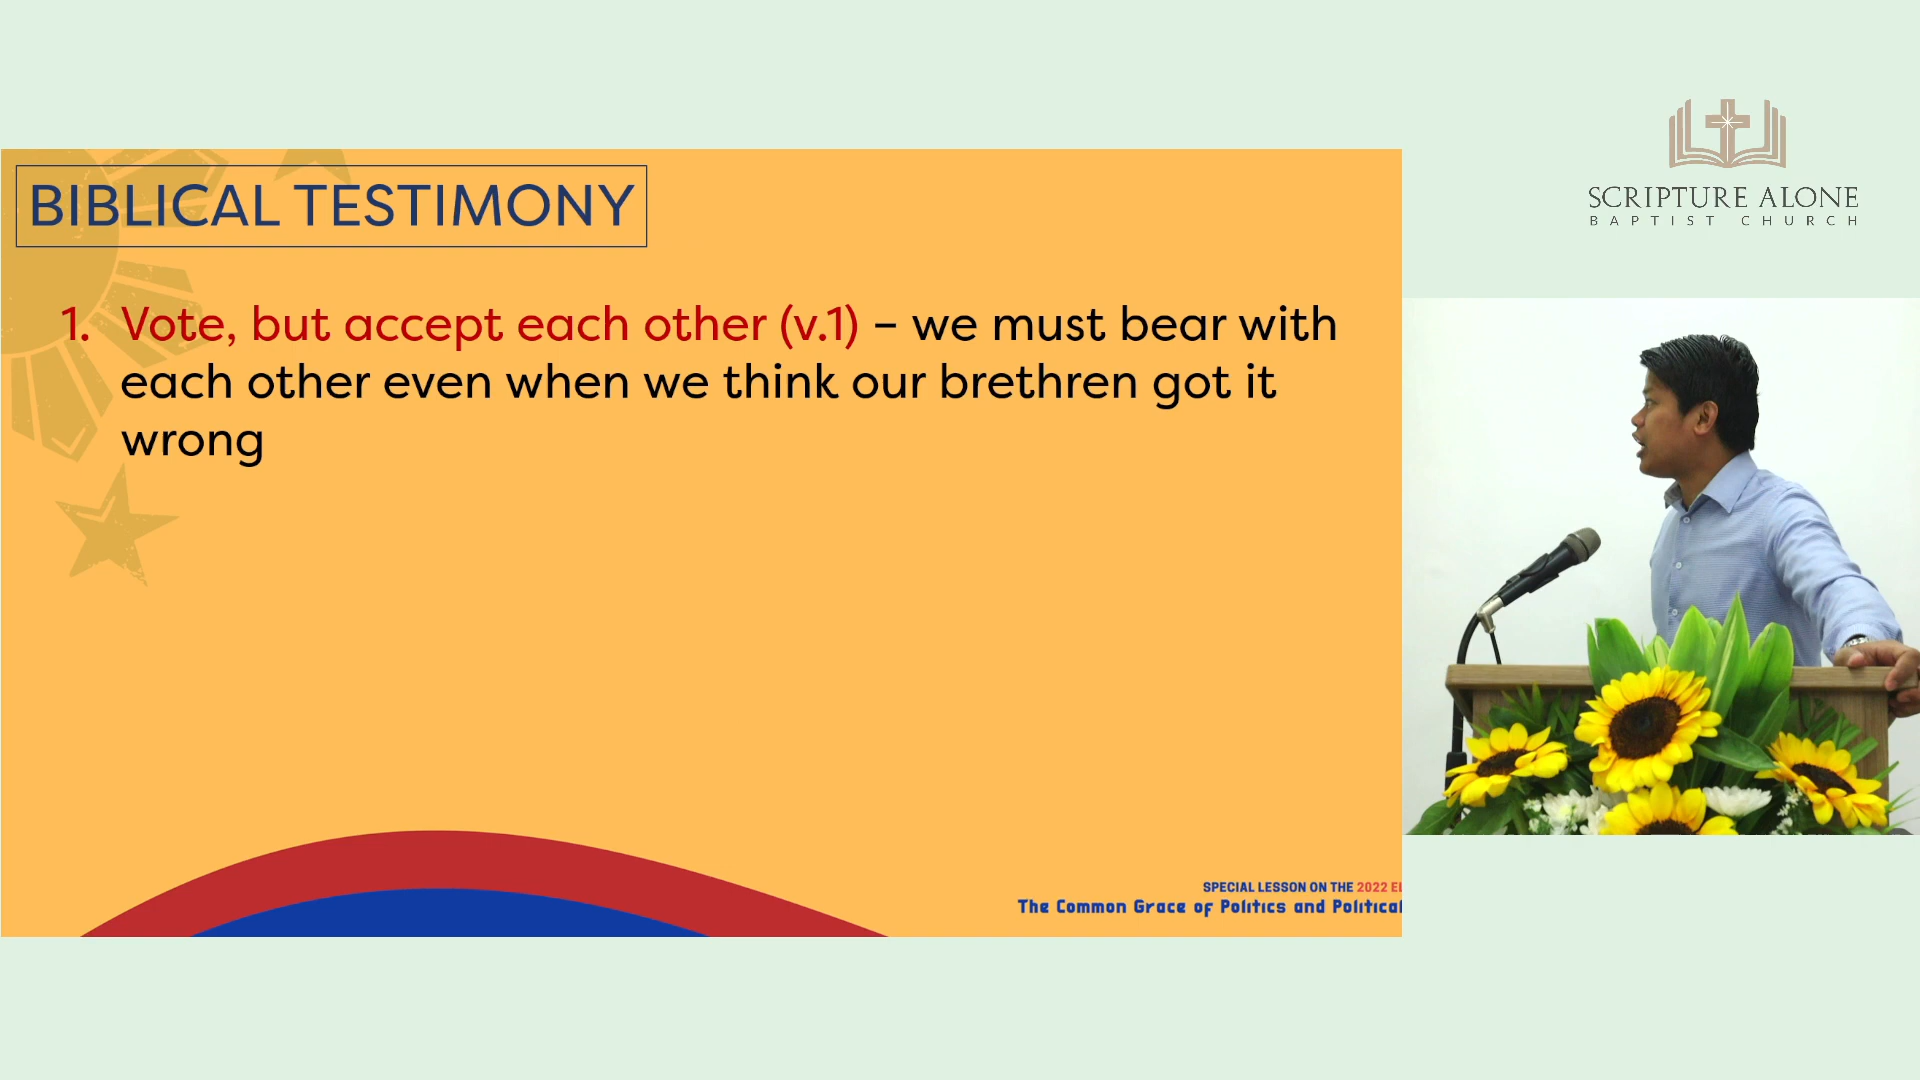 BIBLICAL TESTIMONY
1. Vote, but accept each other (v.1) – we must bear with
each other even when we think our brethren got it
wrong
SPECIAL LESSON ON THE 2022 EL
The Common Grace of Politics and Political
SCRIPTURE ALONE
BAPTIST CHURCH